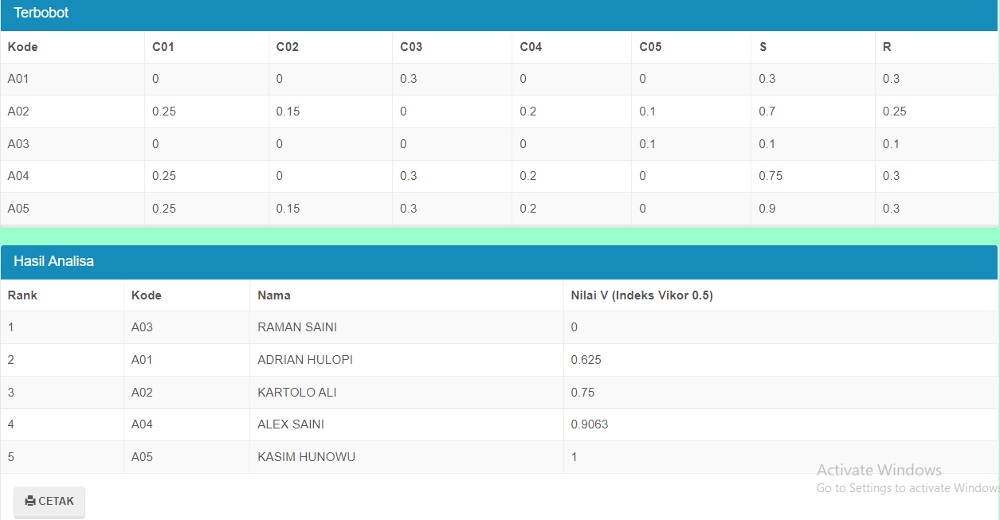 Terbobot
Kode C01 C02 C03 C04 C05 S R
A01 0 0 0.3 0 0 0.3 0.3
A02 0.25 0.15 0 0.2 0.1 0.7 0.25
A03 0 0 0 0 0.1 0.1 0.1
A04 0.25 0 0.3 0.2 0 0.75 0.3
A05 0.25 0.15 0.3 0.2 0 0.9 0.3
Hasil Analisa
Rank Kode Nama Nilai V (Indeks Vikor 0.5)
1 A03 RAMAN SAINI 0
2 A01 ADRIAN HULOPI 0.625
3 A02 KARTOLO ALI 0.75
4 A04 ALEX SAINI 0.9063
5 A05 KASIM HUNOWU 1
Activate Windows
Go to Settings to activate Windows
CETAK